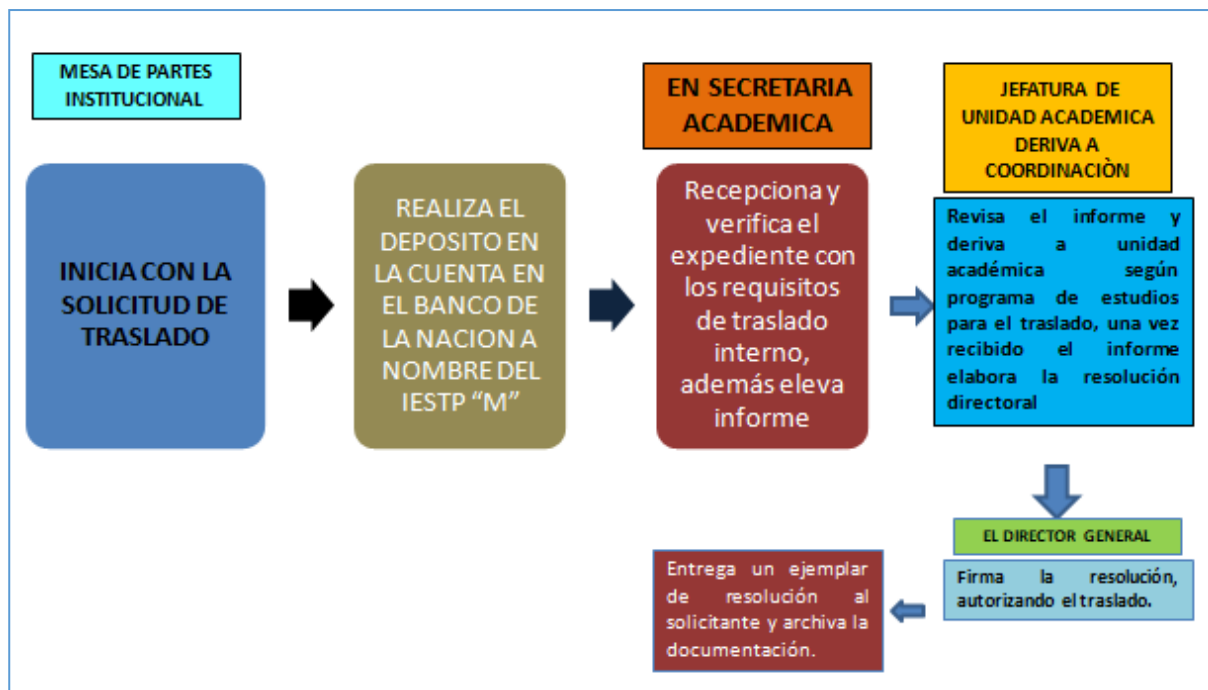 MESA DE PARTES
INSTITUCIONAL
INICIA CON LA
SOLICITUD DE
TRASLADO
REALIZA EL
DEPOSITO EN
LA CUENTA EN
EL BANCO DE
LA NACION A
NOMBRE DEL
IESTP “M”
EN SECRETARIA
ACADEMICA
Recepciona y
verifica el
expediente con
los requisitos
de traslado
interno,
además eleva
informe
JEFATURA DE
UNIDAD ACADEMICA
DERIVA A
COORDINACIÒN
Revisa el informe y
deriva a unidad
académica según
programa de estudios
para el traslado, una vez
recibido el informe
elabora la resolución
directoral
EL DIRECTOR GENERAL
Firma la resolución,
autorizando el traslado.
Entrega un ejemplar
de resolución al
solicitante y archiva la
documentación.